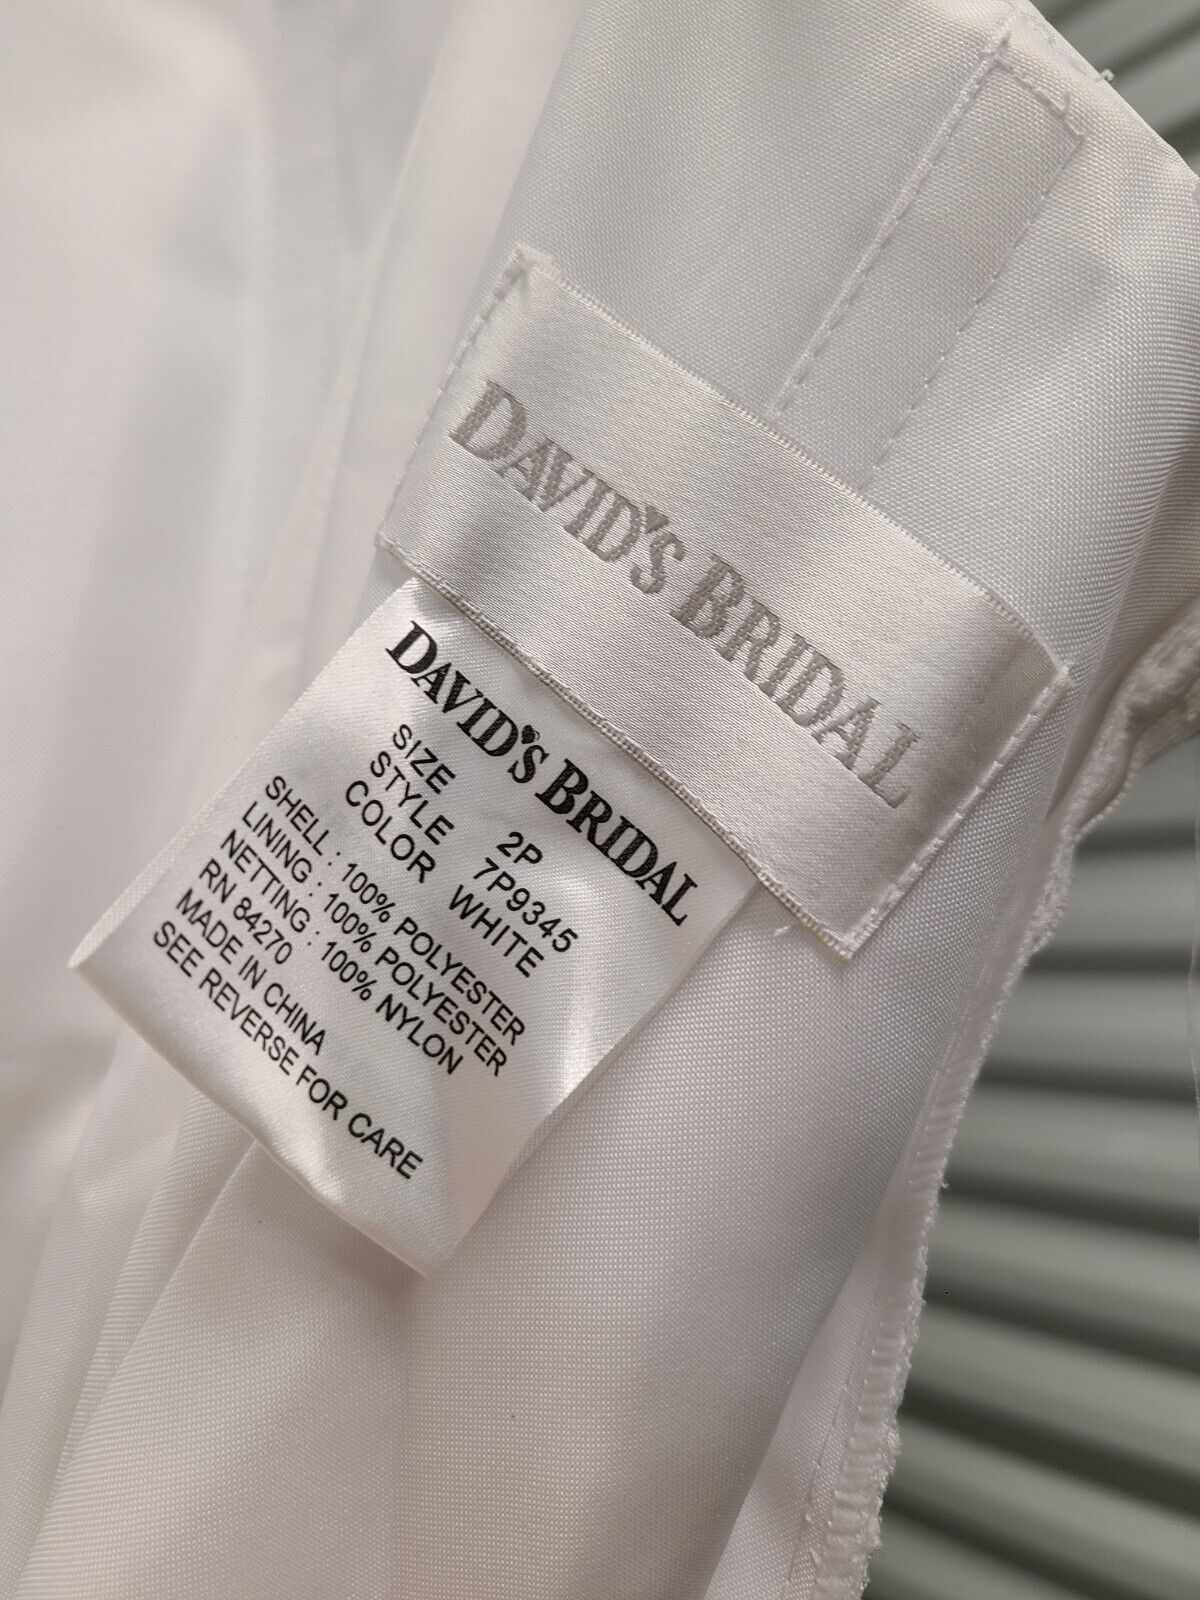 DAVID'S BRIDAL
DAVID'S BRIDAL
SIZE 2P
STYLE 7P9345
COLOR WHITE
SHELL : 100% POLYESTER
LINING : 100% POLYESTER
NETTING : 100% NYLON
RN 84270
MADE IN CHINA
SEE REVERSE FOR CARE